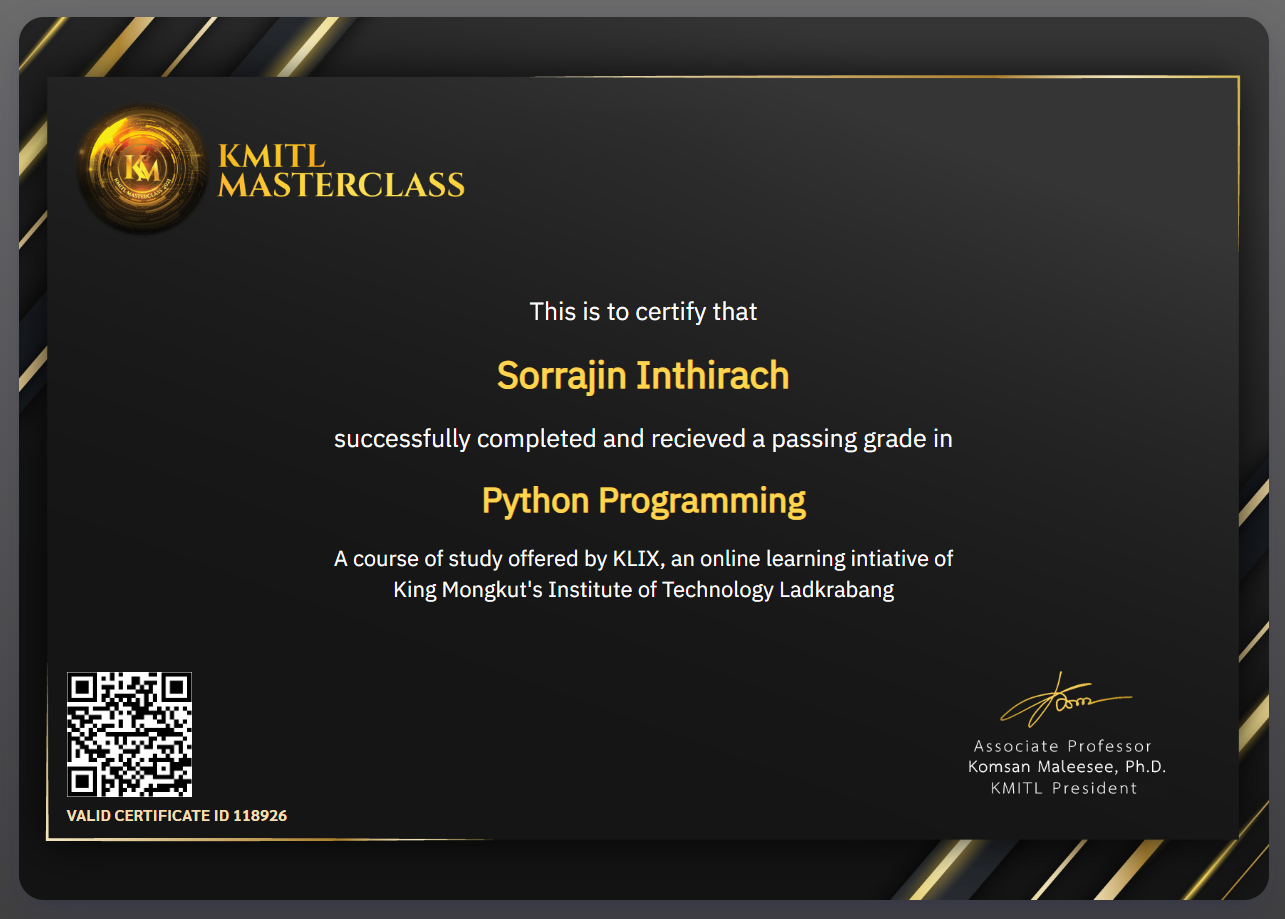 KM
KMITL MASTERCLASS 2021
KMITL
MASTERCLASS
This is to certify that
Sorrajin Inthirach
successfully completed and recieved a passing grade in
Python Programming
A course of study offered by KLIX, an online learning intiative of
King Mongkut's Institute of Technology Ladkrabang
VALID CERTIFICATE ID 118926
Associate Professor
Komsan Maleesee, Ph.D.
KMITL President